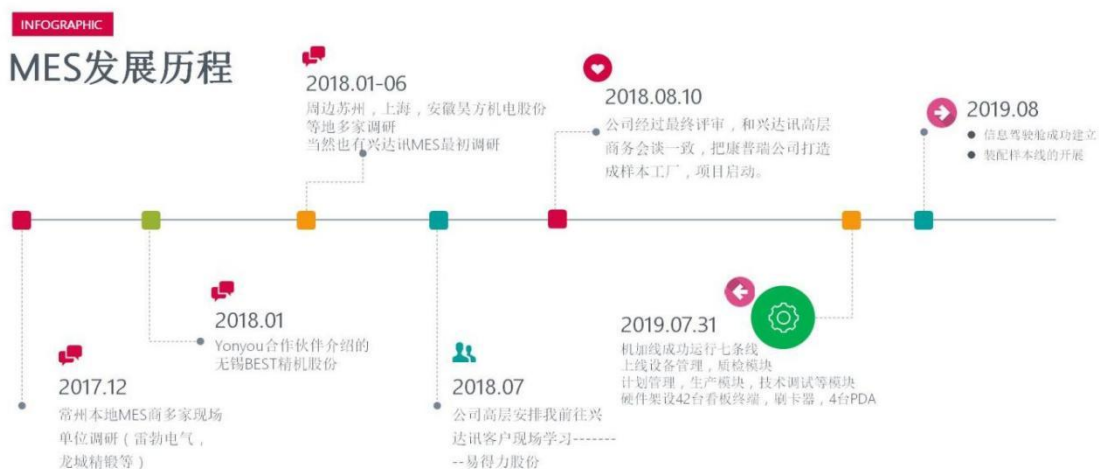 INFOGRAPHIC
MES发展历程
2017.12
常州本地MES商多家现场
单位调研（雷勃电气，
龙城精锻等）
2018.01
Yonyou合作伙伴介绍的
无锡BEST精机股份
2018.01-06
周边苏州，上海，安徽昊方机电股份
等地多家调研
当然也有兴达讯MES最初调研
2018.07
公司高层安排我前往兴
达讯客户现场学习-------
--易得力股份
2018.08.10
公司经过最终评审，和兴达讯高层
商务会谈一致，把康普瑞公司打造
成样本工厂，项目启动。
2019.07.31
机加线成功运行七条线
上线设备管理，质检模块
计划管理，生产模块，技术调试等模块
硬件架设42台看板终端，刷卡器，4台PDA
2019.08
● 信息驾驶验成功建立
● 装配样本线的开展